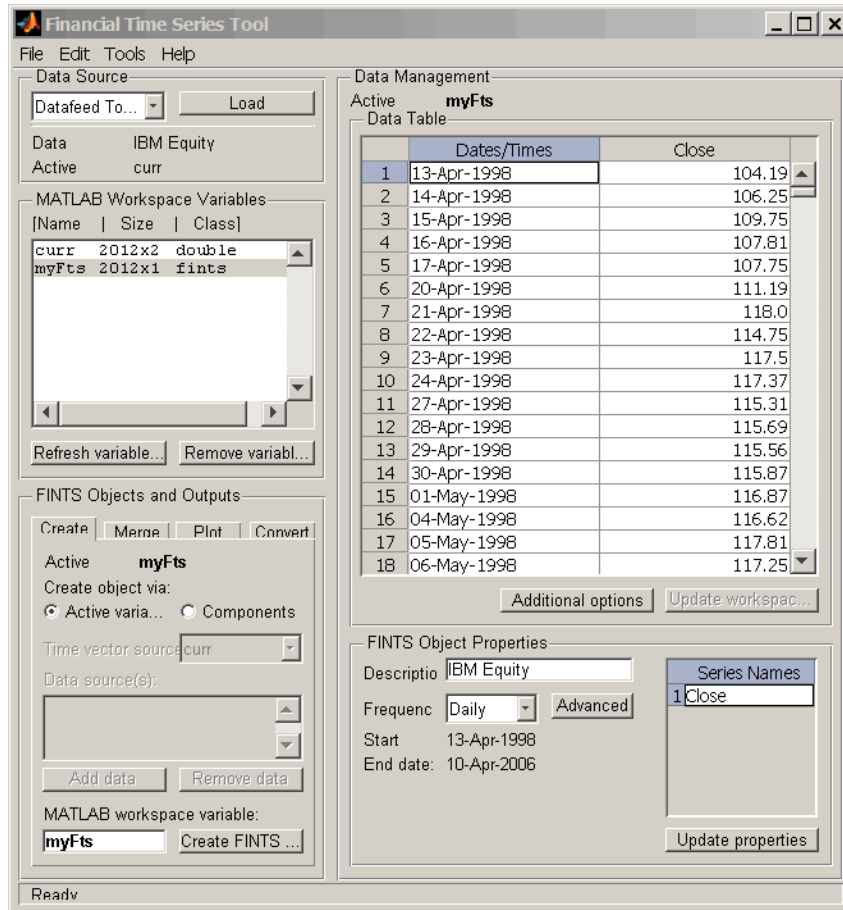 Financial Time Series Tool
File Edit Tools Help
Data Source
Datafeed To...
Load
Data IBM Equity
Active curr
MATLAB Workspace Variables
[Name | Size | Class]
curr 2012x2 double
myFts 2012x1 fints
Refresh variable...
Remove variabl...
FINTS Objects and Outputs
Create Merge Plot Convert
Active myFts
Create object via:
Active varia... Components
Time vector source curr
Data source(s):
Add data Remove data
MATLAB workspace variable:
myFts Create FINTS ...
Data Management
Active myFts
Data Table
Dates/Times Close
1 13-Apr-1998 104.19
2 14-Apr-1998 106.25
3 15-Apr-1998 109.75
4 16-Apr-1998 107.81
5 17-Apr-1998 107.75
6 20-Apr-1998 111.19
7 21-Apr-1998 118.0
8 22-Apr-1998 114.75
9 23-Apr-1998 117.5
10 24-Apr-1998 117.37
11 27-Apr-1998 115.31
12 28-Apr-1998 115.69
13 29-Apr-1998 115.56
14 30-Apr-1998 115.87
15 01-May-1998 116.87
16 04-May-1998 116.62
17 05-May-1998 117.81
18 06-May-1998 117.25
Additional options Update workspac...
FINTS Object Properties
Descriptio IBM Equity
Frequenc Daily Advanced
Start 13-Apr-1998
End date: 10-Apr-2006
Series Names
1 Close
Update properties
Ready